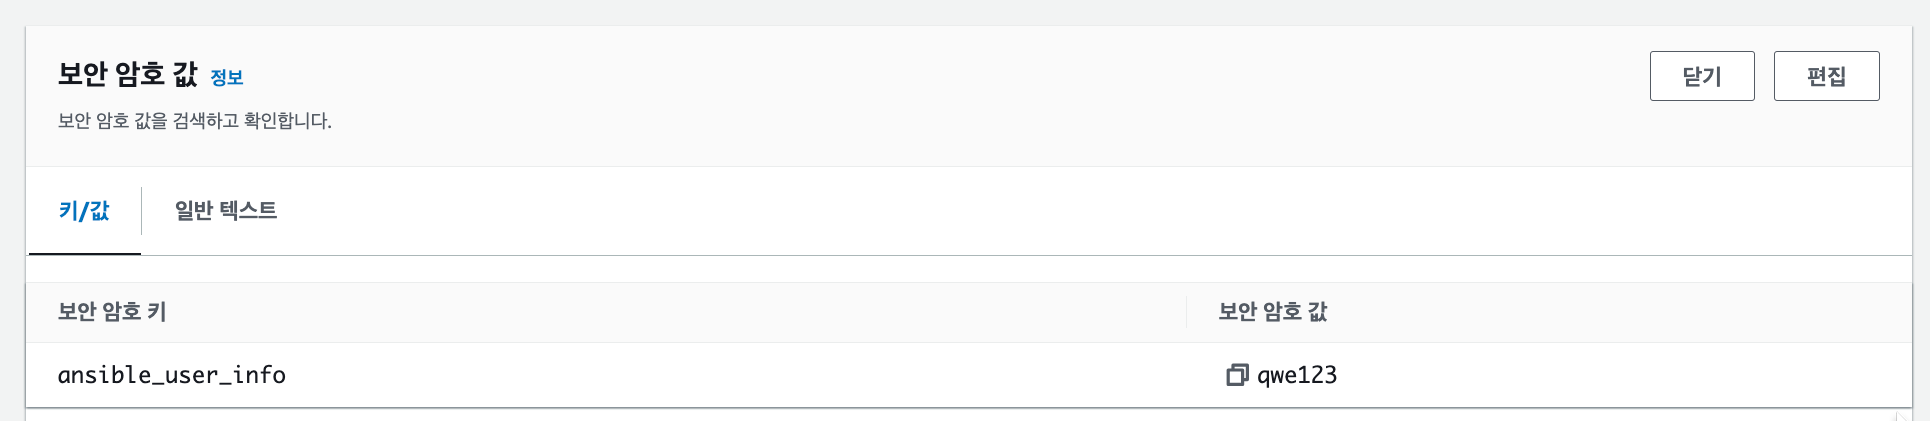 보안 암호 값 정보
닫기
편집
보안 암호 값을 검색하고 확인합니다.
키/값
일반 텍스트
보안 암호 키
보안 암호 값
ansible_user_info
qwe123